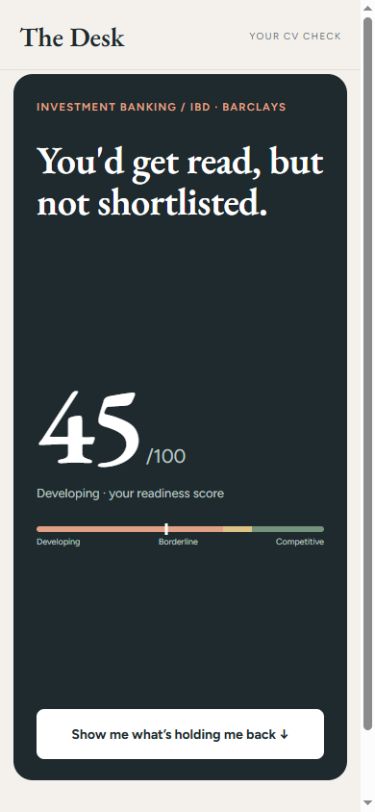 The Desk
YOUR CV CHECK
INVESTMENT BANKING / IBD · BARCLAYS
You'd get read, but
not shortlisted.
45/100
Developing · your readiness score
Developing Borderline Competitive
Show me what's holding me back ↓